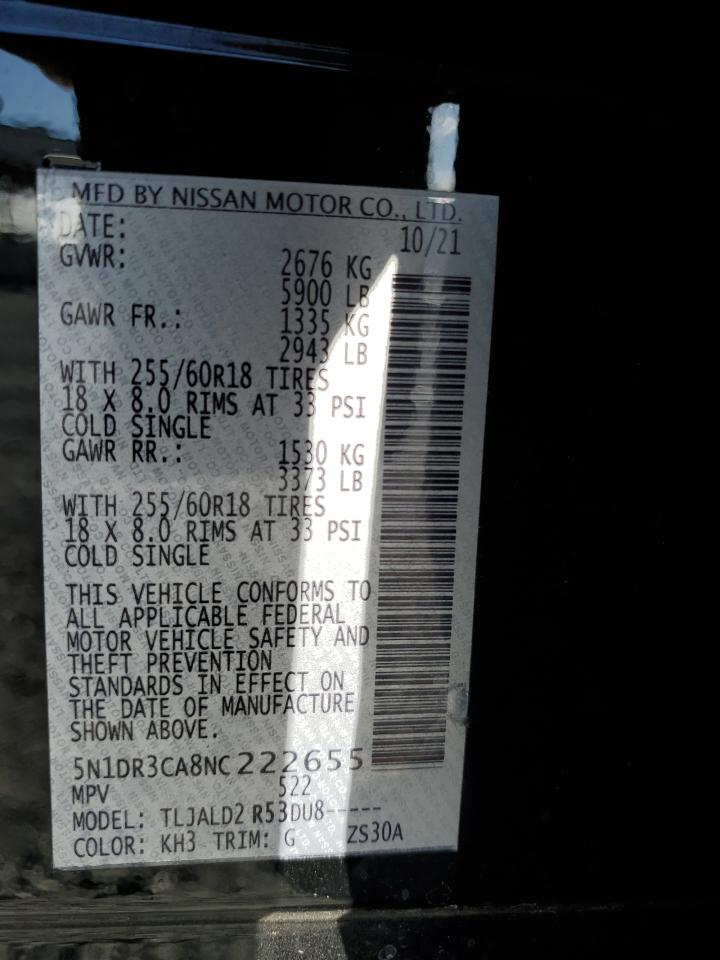 MFD BY NISSAN MOTOR CO., LTD.
DATE: 10/21
GVWR: 2676 KG
5900 LB
GAWR FR.: 1335 KG
2943 LB
WITH 255/60R18 TIRES
18 X 8.0 RIMS AT 33 PSI
COLD SINGLE
GAWR RR.: 1530 KG
3373 LB
WITH 255/60R18 TIRES
18 X 8.0 RIMS AT 33 PSI
COLD SINGLE
THIS VEHICLE CONFORMS TO
ALL APPLICABLE FEDERAL
MOTOR VEHICLE SAFETY AND
THEFT PREVENTION
STANDARDS IN EFFECT ON
THE DATE OF MANUFACTURE
SHOWN ABOVE.
5N1DR3CA8NC222655
MPV 522
MODEL: TLJALD2 R53DU8-----
COLOR: KH3 TRIM: G ZS30A